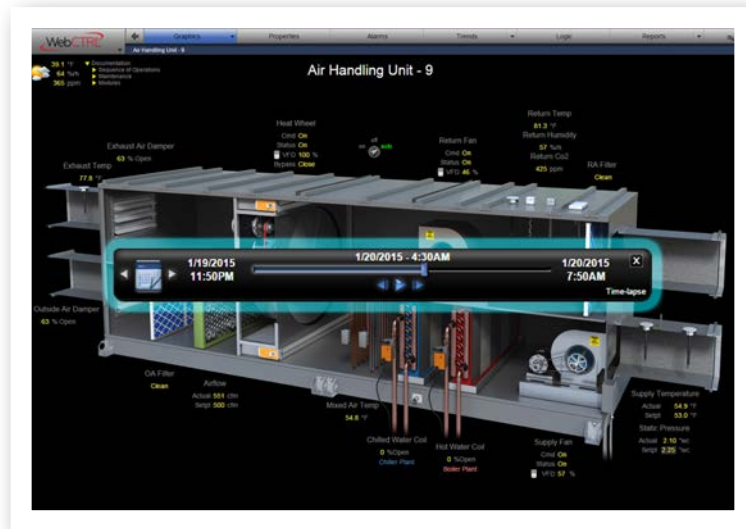 WebCTRL
Graphics Properties Alarms Trends Logic Reports
Air Handling Unit - 9
39.1 °F
64 %rh
365 ppm
Documentation
Sequence of Operations
Maintenance
Modules
Air Handling Unit - 9
Heat Wheel
Cmd On
Status On
VFD 100 %
Bypass Close
off
on auto
Return Fan
Cmd On
Status On
VFD 46 %
Return Temp
81.3 °F
Return Humidity
57 %rh
Return Co2
425 ppm
RA Filter
Clean
Exhaust Air Damper
63 % Open
Exhaust Temp
77.8 °F
1/19/2015
11:50PM
1/20/2015 - 4:30AM
1/20/2015
7:50AM
X
Time-lapse
Outside Air Damper
63 % Open
OA Filter
Clean
Airflow
Actual 551 cfm
Setpt 500 cfm
Mixed Air Temp
54.8 °F
Chilled Water Coil
0 %Open
Chiller Plant
Hot Water Coil
0 %Open
Boiler Plant
Supply Fan
Cmd On
Status On
VFD 57 %
Supply Temperature
Actual 54.9 °F
Setpt 53.0 °F
Static Pressure
Actual 2.10 "wc
Setpt 2.25 "wc